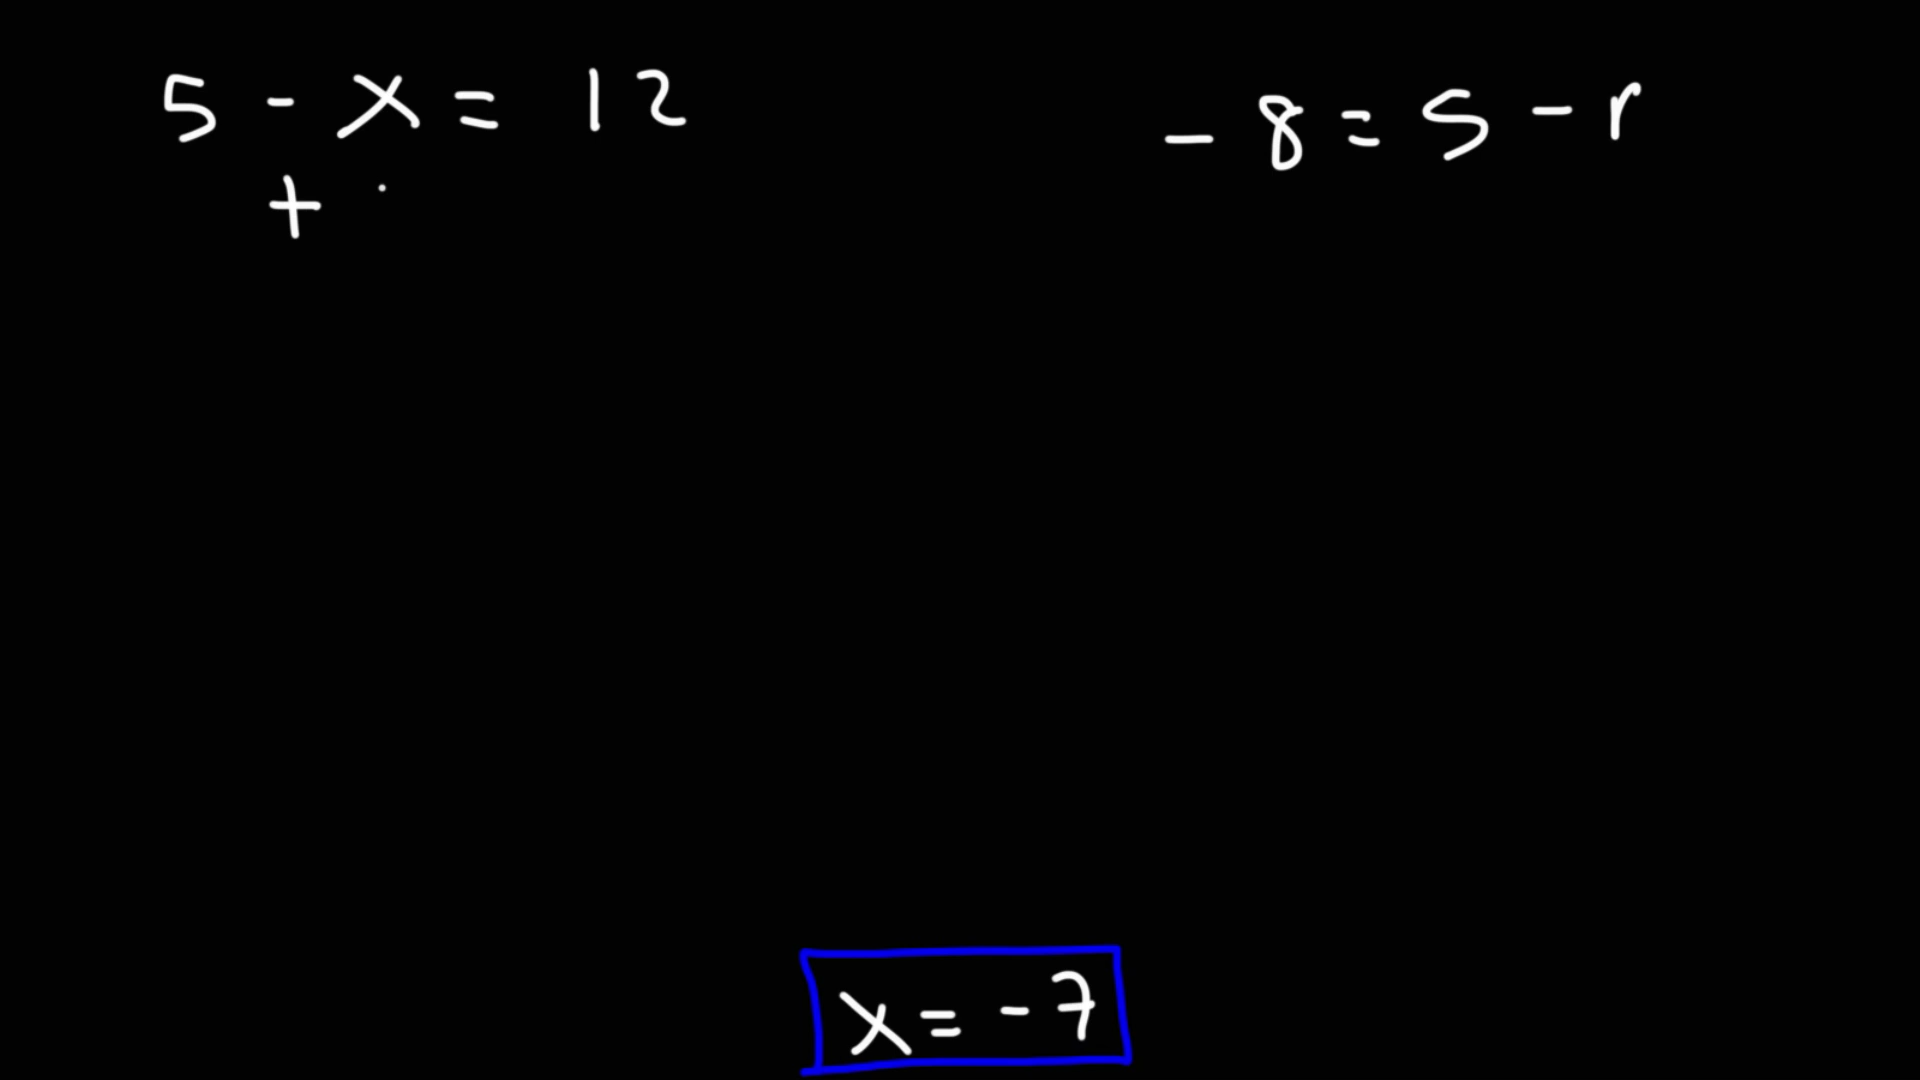 5 - x = 12
+
-8 = 5 - r
x = -7